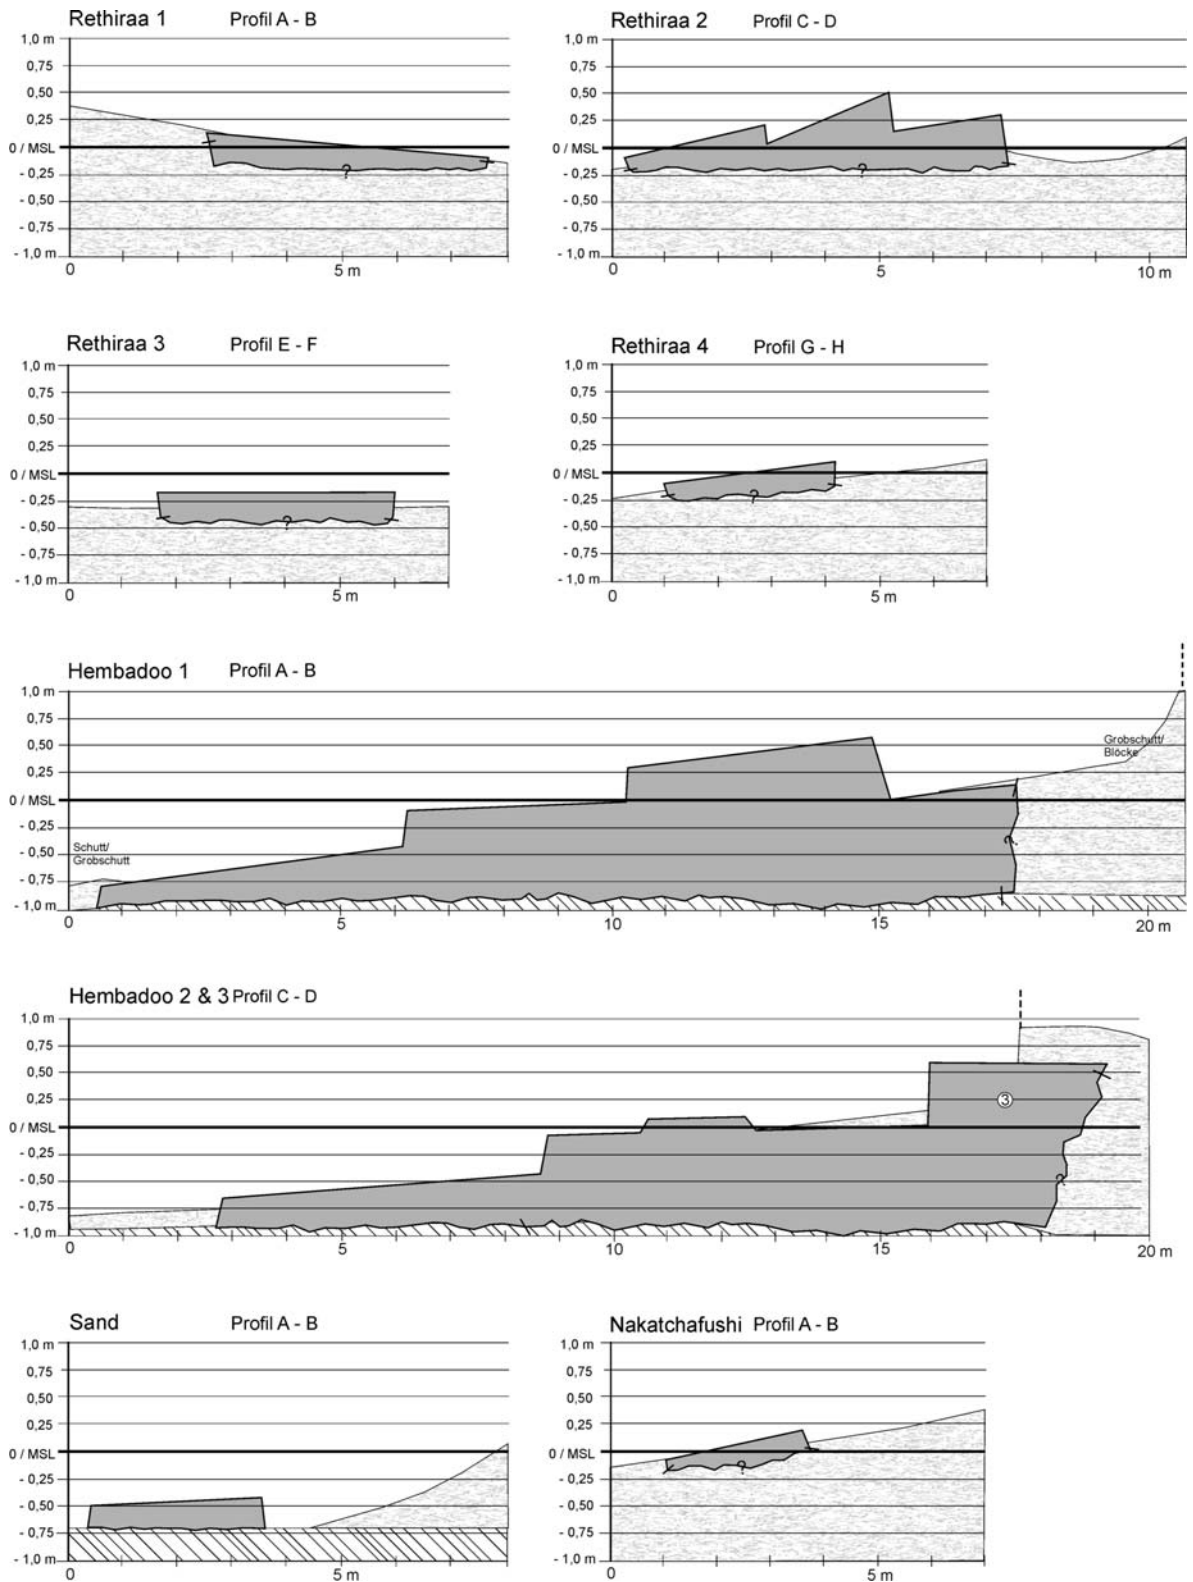 Rethiraa 1 Profil A - B
1,0 m
0,75
0,50
0,25
0 / MSL
- 0,25
- 0,50
- 0,75
- 1,0 m
?
0 5 m
Rethiraa 2 Profil C - D
1,0 m
0,75
0,50
0,25
0 / MSL
- 0,25
- 0,50
- 0,75
- 1,0 m
?
0 5 10 m
Rethiraa 3 Profil E - F
1,0 m
0,75
0,50
0,25
0 / MSL
- 0,25
- 0,50
- 0,75
- 1,0 m
?
0 5 m
Rethiraa 4 Profil G - H
1,0 m
0,75
0,50
0,25
0 / MSL
- 0,25
- 0,50
- 0,75
- 1,0 m
?
0 5 m
Hembadoo 1 Profil A - B
1,0 m
0,75
0,50
0,25
0 / MSL
- 0,25
- 0,50
- 0,75
- 1,0 m
Grobschutt/
Blöcke
Schutt/
Grobschutt
?
0 5 10 15 20 m
Hembadoo 2 & 3 Profil C - D
1,0 m
0,75
0,50
0,25
0 / MSL
- 0,25
- 0,50
- 0,75
- 1,0 m
3
?
0 5 10 15 20 m
Sand Profil A - B
1,0 m
0,75
0,50
0,25
0 / MSL
- 0,25
- 0,50
- 0,75
- 1,0 m
0 5 m
Nakatchafushi Profil A - B
1,0 m
0,75
0,50
0,25
0 / MSL
- 0,25
- 0,50
- 0,75
- 1,0 m
?
0 5 m